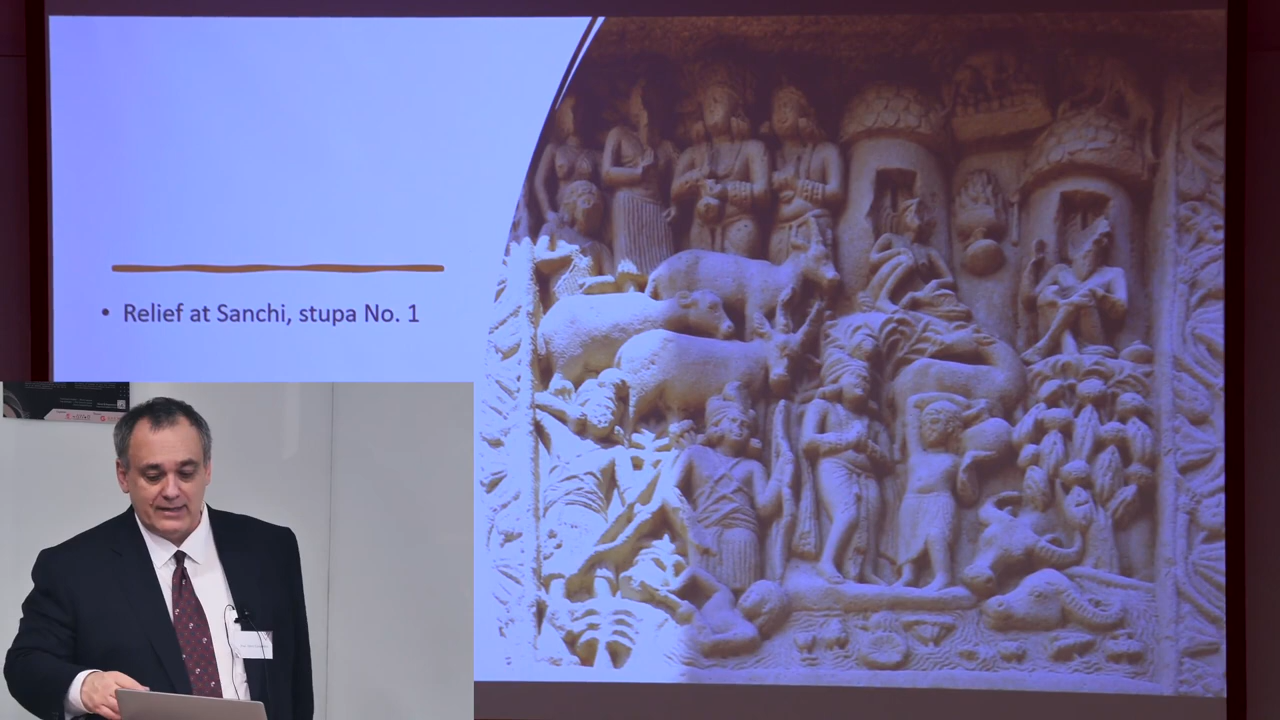 • Relief at Sanchi, stupa No. 1